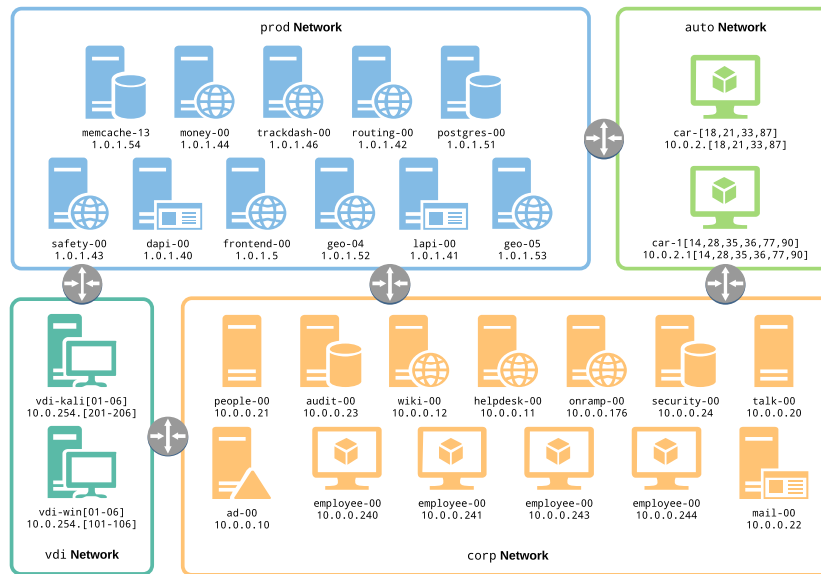 prod Network
memcache-13
1.0.1.54
money-00
1.0.1.44
trackdash-00
1.0.1.46
routing-00
1.0.1.42
postgres-00
1.0.1.51
safety-00
1.0.1.43
dapi-00
1.0.1.40
frontend-00
1.0.1.5
geo-04
1.0.1.52
lapi-00
1.0.1.41
geo-05
1.0.1.53
auto Network
car-[18,21,33,87]
10.0.2.[18,21,33,87]
car-1[14,28,35,36,77,90]
10.0.2.1[14,28,35,36,77,90]
vdi-kali[01-06]
10.0.254.[201-206]
vdi-win[01-06]
10.0.254.[101-106]
vdi Network
people-00
10.0.0.21
audit-00
10.0.0.23
wiki-00
10.0.0.12
helpdesk-00
10.0.0.11
onramp-00
10.0.0.176
security-00
10.0.0.24
talk-00
10.0.0.20
ad-00
10.0.0.10
employee-00
10.0.0.240
employee-00
10.0.0.241
employee-00
10.0.0.243
employee-00
10.0.0.244
mail-00
10.0.0.22
corp Network